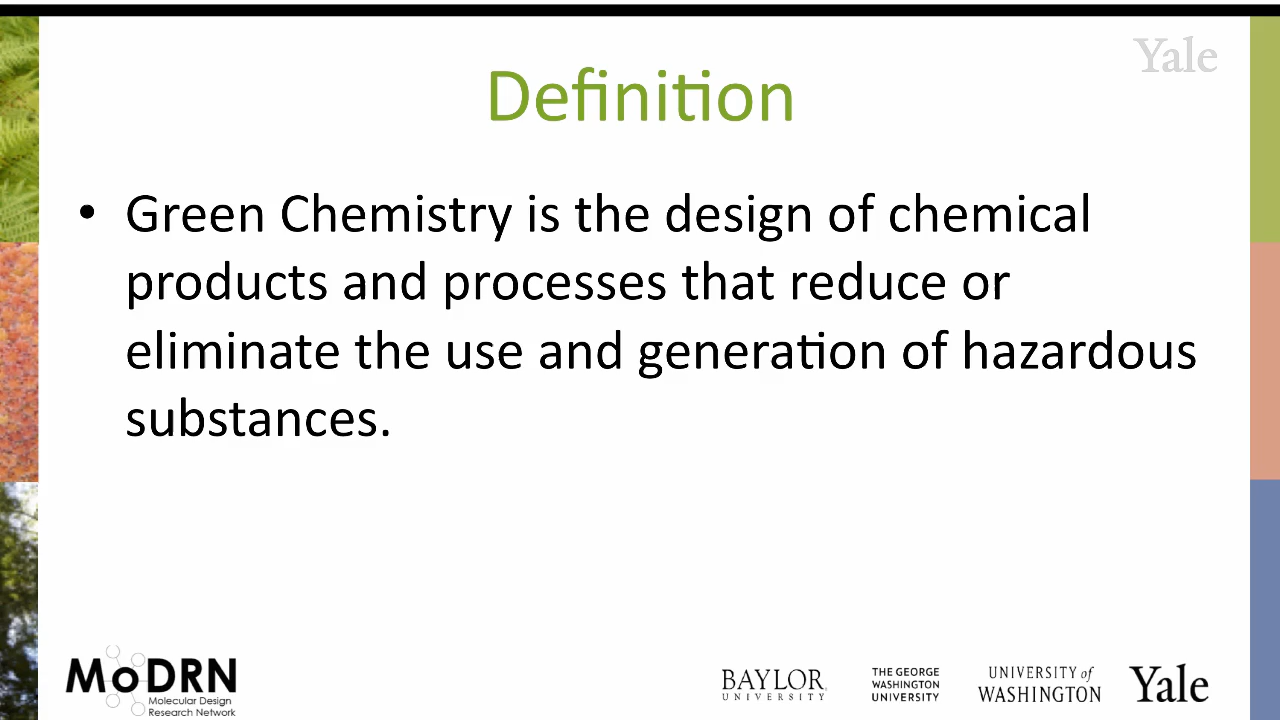 Yale
Definition
• Green Chemistry is the design of chemical
products and processes that reduce or
eliminate the use and generation of hazardous
substances.
MoDRN
Molecular Design
Research Network
BAYLOR
UNIVERSITY
THE GEORGE
WASHINGTON
UNIVERSITY
UNIVERSITY of
WASHINGTON
Yale